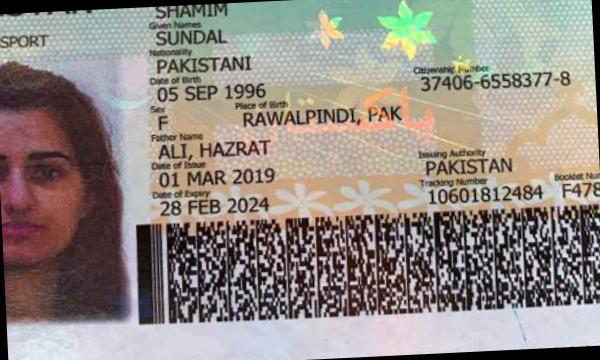 SHAMIM
Given Names
SPORT
SUNDAL
Nationality
PAKISTANI
Date of Birth
Citizenship Number
05 SEP 1996
37406-6558377-8
Sex
Place of Birth
F
RAWALPINDI, PAK
پاکستان
Father Name
ALI, HAZRAT
Issuing Authority
Date of Issue
PAKISTAN
01 MAR 2019
Tracking Number
Booklet Nu
Date of Expiry
10601812484
F478
28 FEB 2024